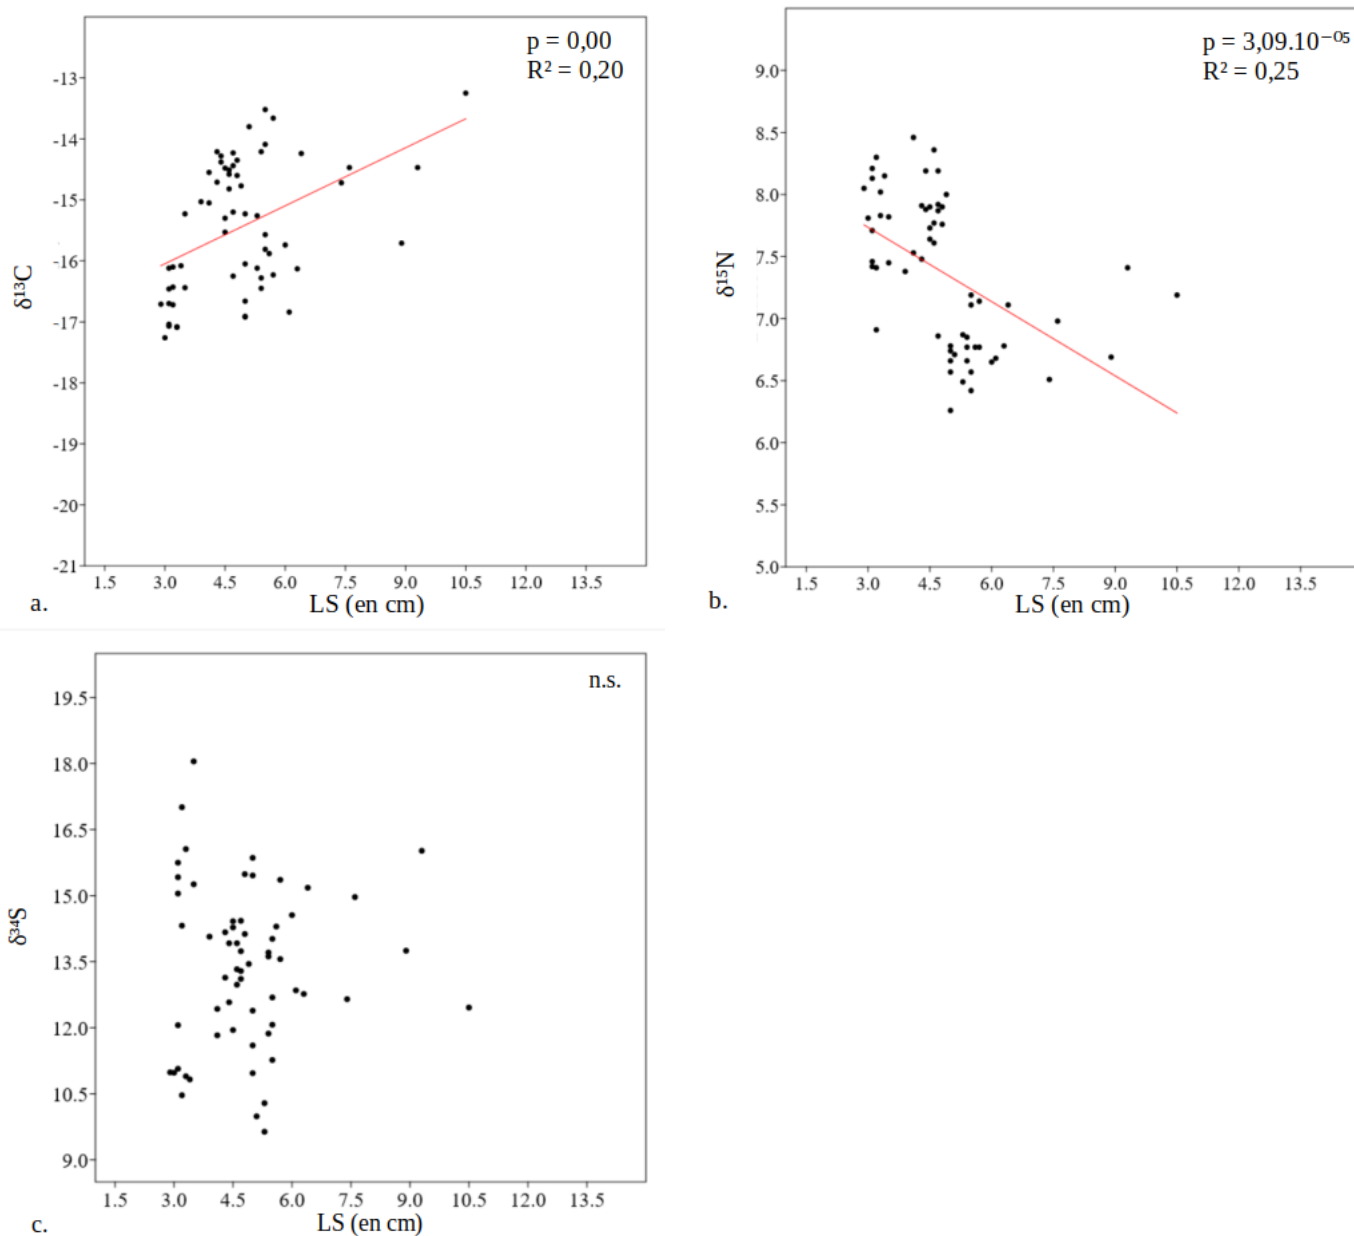 p = 0,00
R² = 0,20
-13
-14
-15
-16
-17
-18
-19
-20
-21
δ¹³C
1.5 3.0 4.5 6.0 7.5 9.0 10.5 12.0 13.5
LS (en cm)
a.
p = 3,09.10⁻⁰⁵
R² = 0,25
9.0
8.5
8.0
7.5
7.0
6.5
6.0
5.5
5.0
δ¹⁵N
1.5 3.0 4.5 6.0 7.5 9.0 10.5 12.0 13.5
LS (en cm)
b.
n.s.
19.5
18.0
16.5
15.0
13.5
12.0
10.5
9.0
δ³⁴S
1.5 3.0 4.5 6.0 7.5 9.0 10.5 12.0 13.5
LS (en cm)
c.